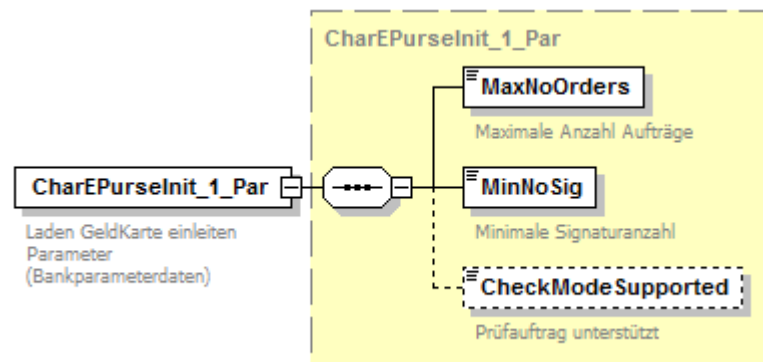 CharEPurseInit_1_Par
MaxNoOrders
Maximale Anzahl Aufträge
CharEPurseInit_1_Par
MinNoSig
Laden GeldKarte einleiten
Parameter
(Bankparameterdaten)
Minimale Signaturanzahl
CheckModeSupported
Prüfauftrag unterstützt